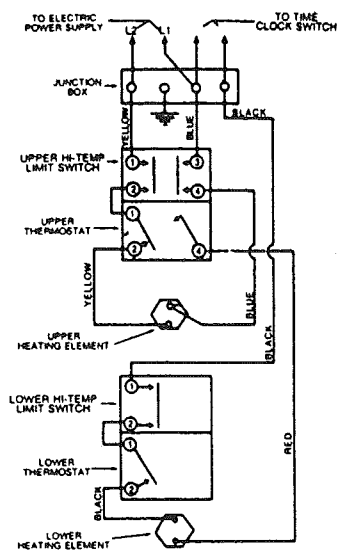 TO ELECTRIC
POWER SUPPLY
L2
L1
TO TIME
CLOCK SWITCH
JUNCTION
BOX
BLACK
YELLOW
BLUE
UPPER HI-TEMP
LIMIT SWITCH
1
3
2
4
UPPER
THERMOSTAT
1
2
4
YELLOW
BLUE
BLACK
RED
UPPER
HEATING ELEMENT
LOWER HI-TEMP
LIMIT SWITCH
1
2
LOWER
THERMOSTAT
1
2
BLACK
LOWER
HEATING ELEMENT